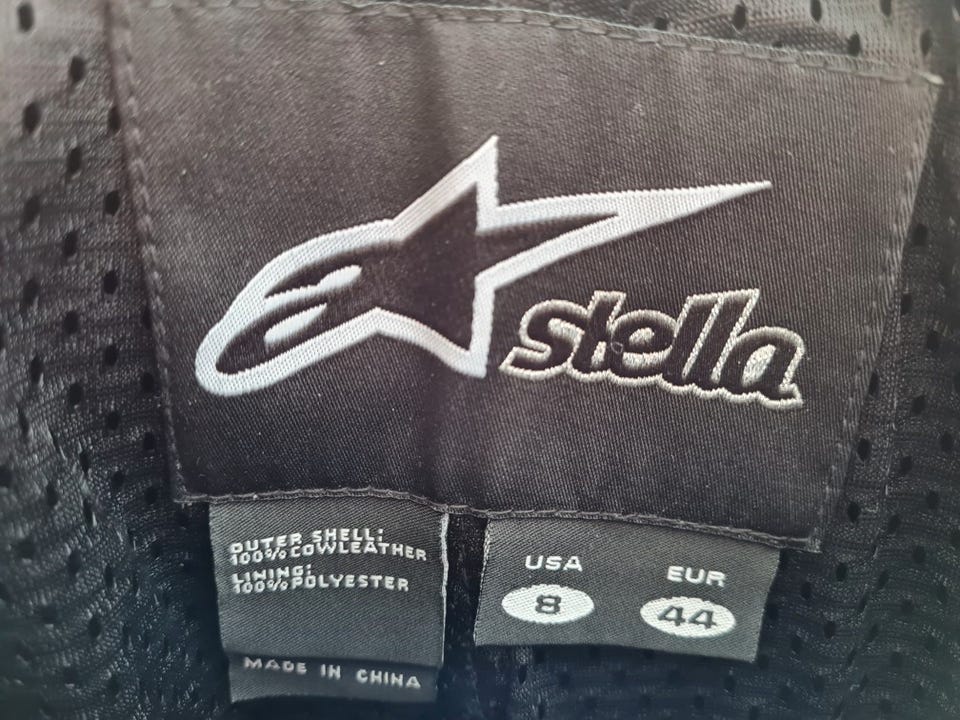 stella
OUTER SHELL:
100% COWLEATHER
LINING:
100% POLYESTER
MADE IN CHINA
USA
8
EUR
44